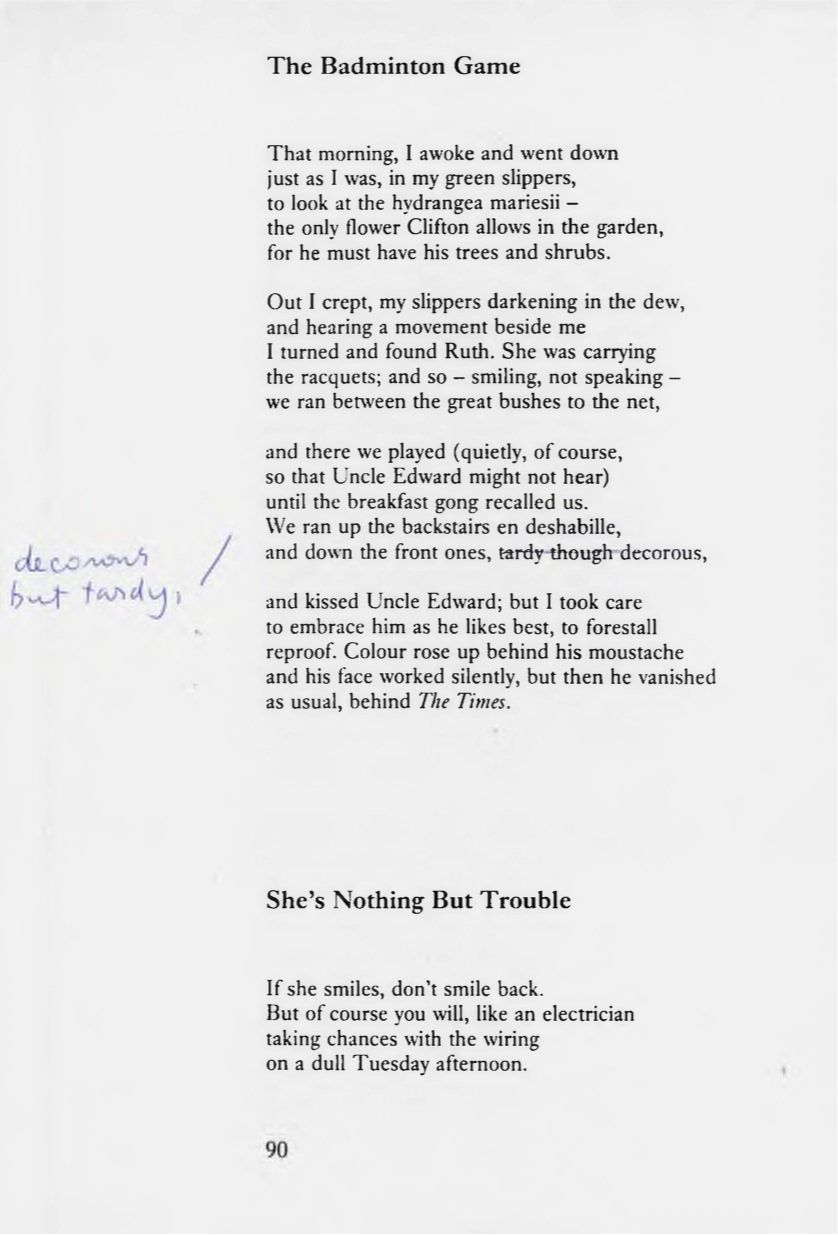 The Badminton Game
That morning, I awoke and went down
just as I was, in my green slippers,
to look at the hydrangea mariesii –
the only flower Clifton allows in the garden,
for he must have his trees and shrubs.
Out I crept, my slippers darkening in the dew,
and hearing a movement beside me
I turned and found Ruth. She was carrying
the racquets; and so – smiling, not speaking –
we ran between the great bushes to the net,
and there we played (quietly, of course,
so that Uncle Edward might not hear)
until the breakfast gong recalled us.
We ran up the backstairs en deshabille,
and down the front ones, tardy though decorous,
decorous /
but tardy,
and kissed Uncle Edward; but I took care
to embrace him as he likes best, to forestall
reproof. Colour rose up behind his moustache
and his face worked silently, but then he vanished
as usual, behind The Times.
She's Nothing But Trouble
If she smiles, don't smile back.
But of course you will, like an electrician
taking chances with the wiring
on a dull Tuesday afternoon.
90